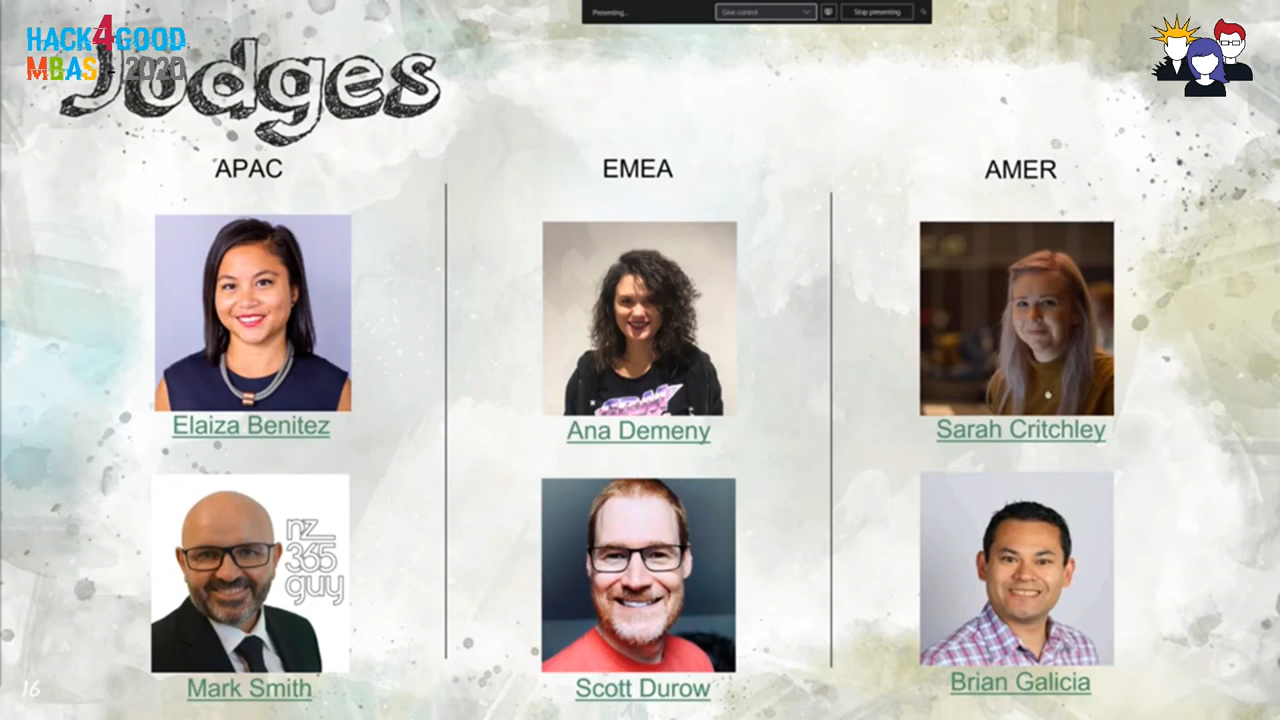 Presenting...
Give control
Stop presenting
HACK4GOOD
MBAS 2020
Judges
APAC
EMEA
AMER
Elaiza Benitez
Ana Demeny
Sarah Critchley
nz
365
guy
Mark Smith
Scott Durow
Brian Galicia
16